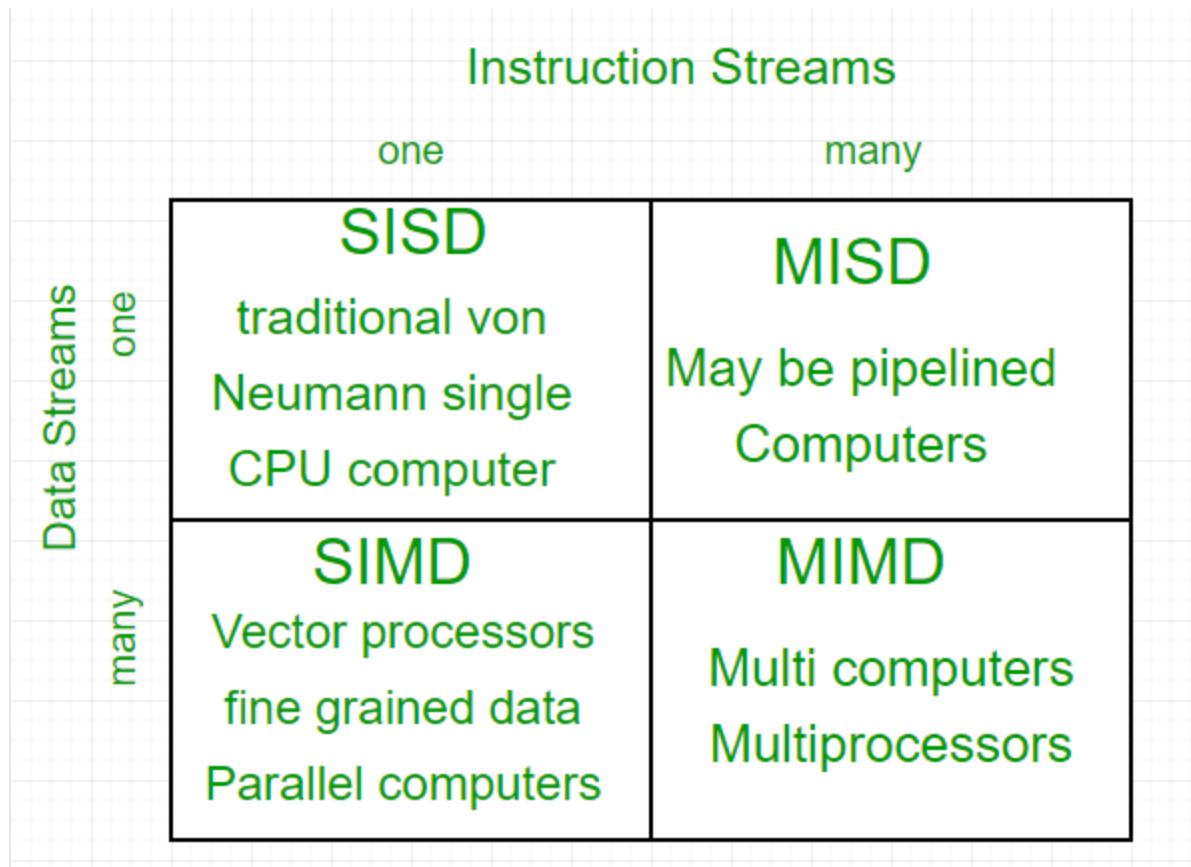 Instruction Streams
one
many
Data Streams
one
many
SISD
traditional von
Neumann single
CPU computer
MISD
May be pipelined
Computers
SIMD
Vector processors
fine grained data
Parallel computers
MIMD
Multi computers
Multiprocessors